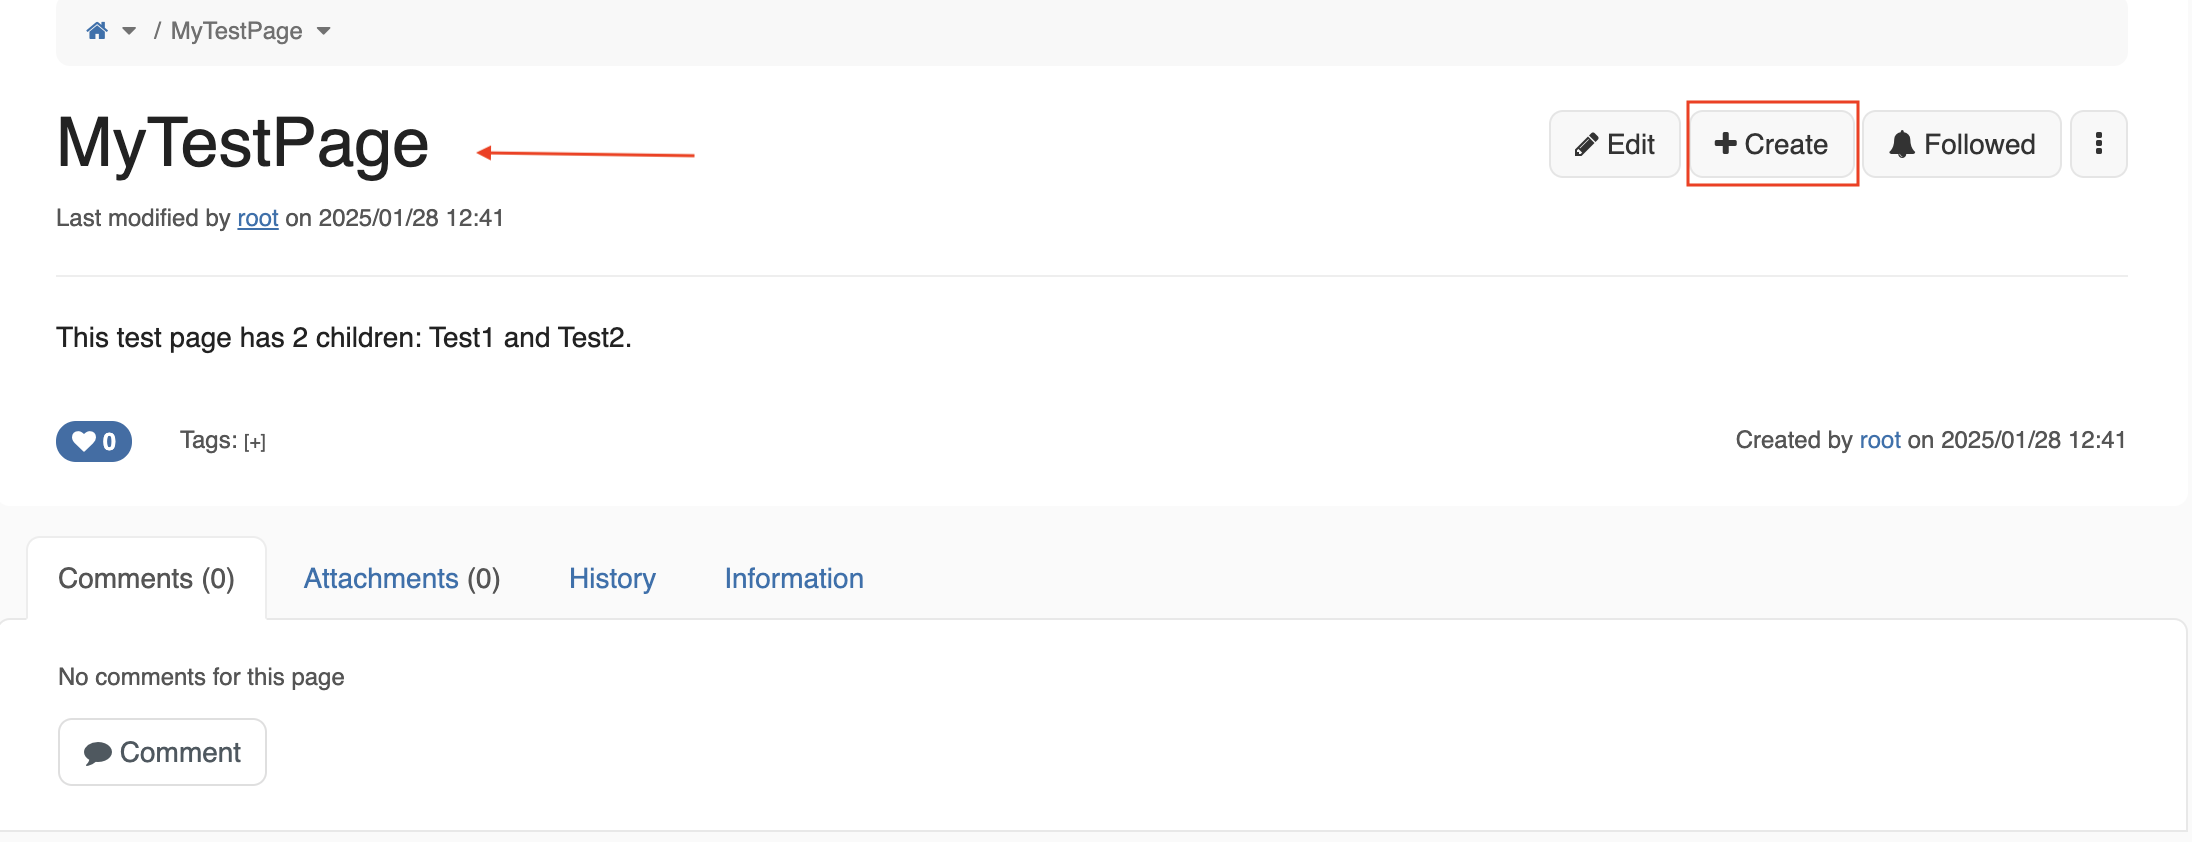 / MyTestPage
MyTestPage
Edit
Create
Followed
Last modified by root on 2025/01/28 12:41
This test page has 2 children: Test1 and Test2.
0 Tags: [+]
Created by root on 2025/01/28 12:41
Comments (0) Attachments (0) History Information
No comments for this page
Comment